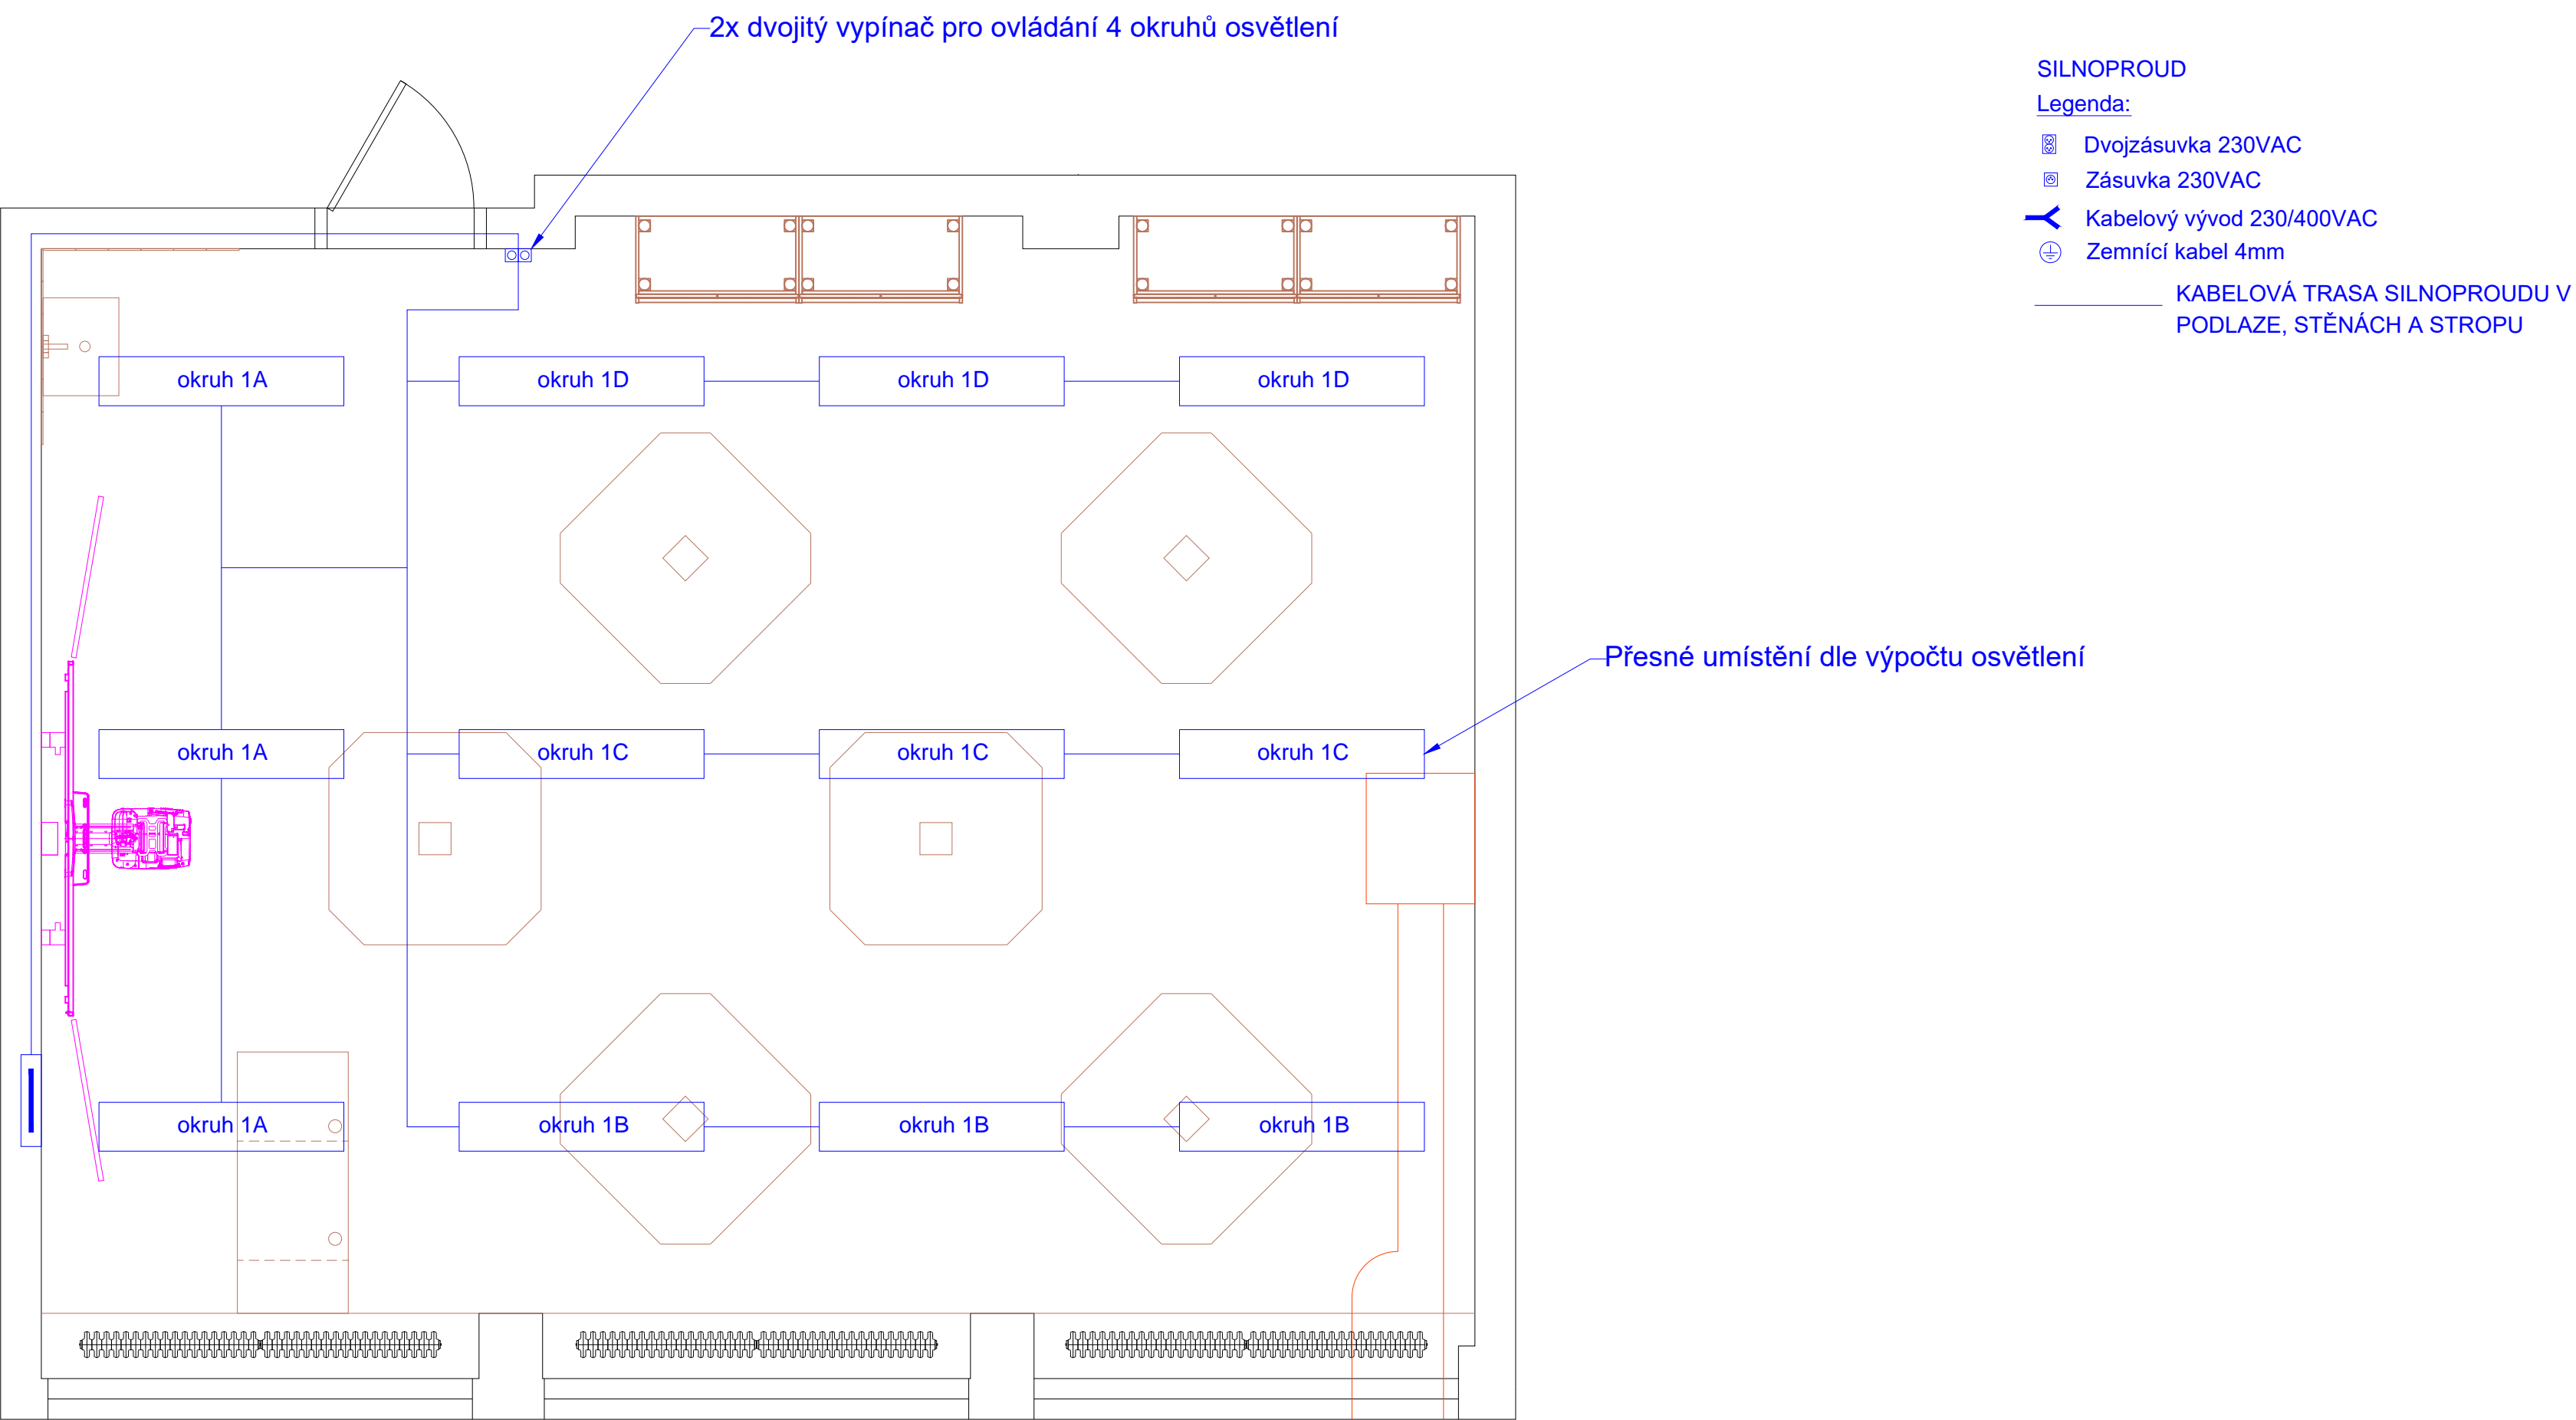 2x dvojitý vypínač pro ovládání 4 okruhů osvětlení
SILNOPROUD
Legenda:
Dvojzásuvka 230VAC
Zásuvka 230VAC
Kabelový vývod 230/400VAC
Zemnící kabel 4mm
KABELOVÁ TRASA SILNOPROUDU V
PODLAZE, STĚNÁCH A STROPU
okruh 1A
okruh 1D
okruh 1D
okruh 1D
Přesné umístění dle výpočtu osvětlení
okruh 1A
okruh 1C
okruh 1C
okruh 1C
okruh 1A
okruh 1B
okruh 1B
okruh 1B